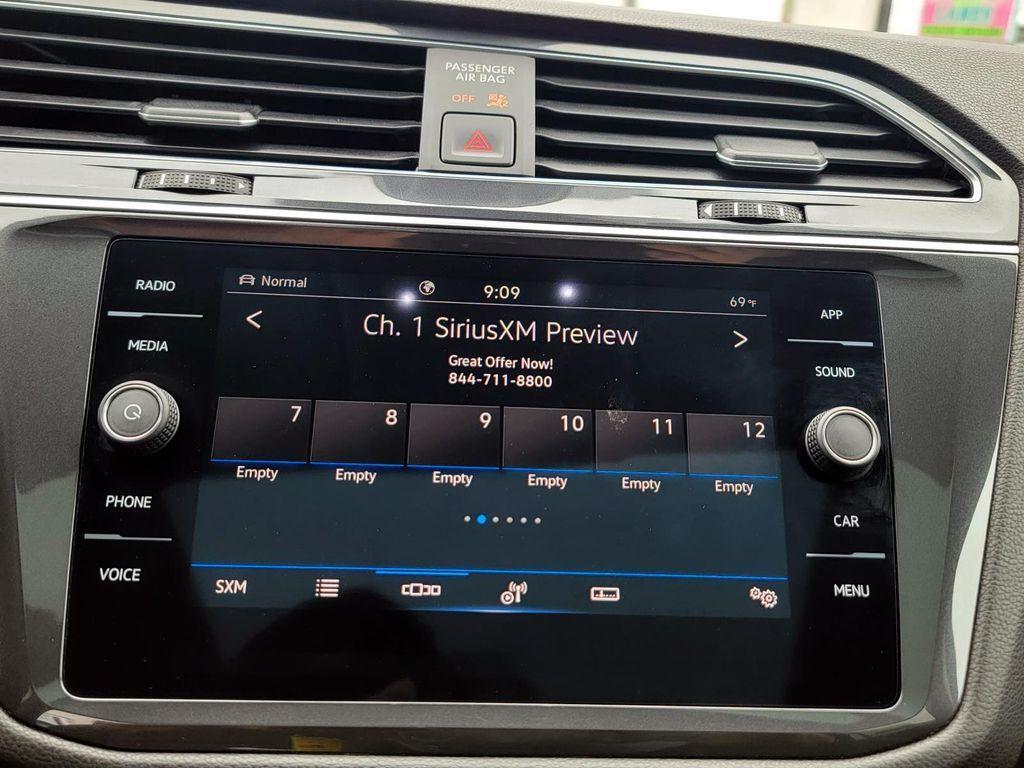 PASSENGER
AIR BAG
OFF
RADIO
MEDIA
PHONE
VOICE
Normal
9:09
69 °F
Ch. 1 SiriusXM Preview
Great Offer Now!
844-711-8800
7 8 9 10 11 12
Empty Empty Empty Empty Empty Empty
SXM
APP
SOUND
CAR
MENU